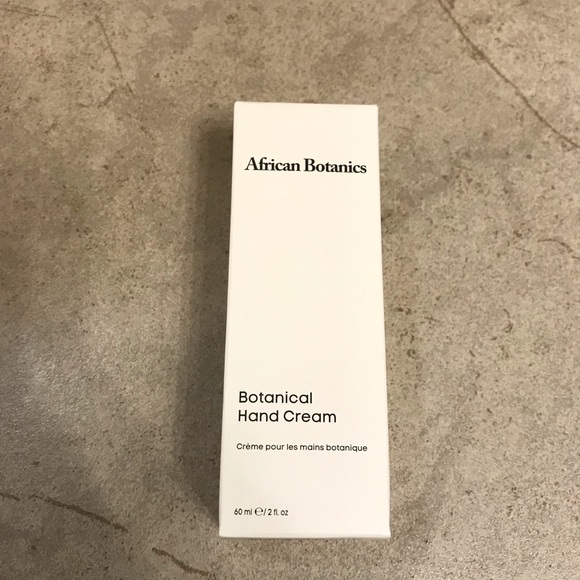 African Botanics
Botanical
Hand Cream
Crème pour les mains botanique
60 ml ℮/ 2 fl. oz